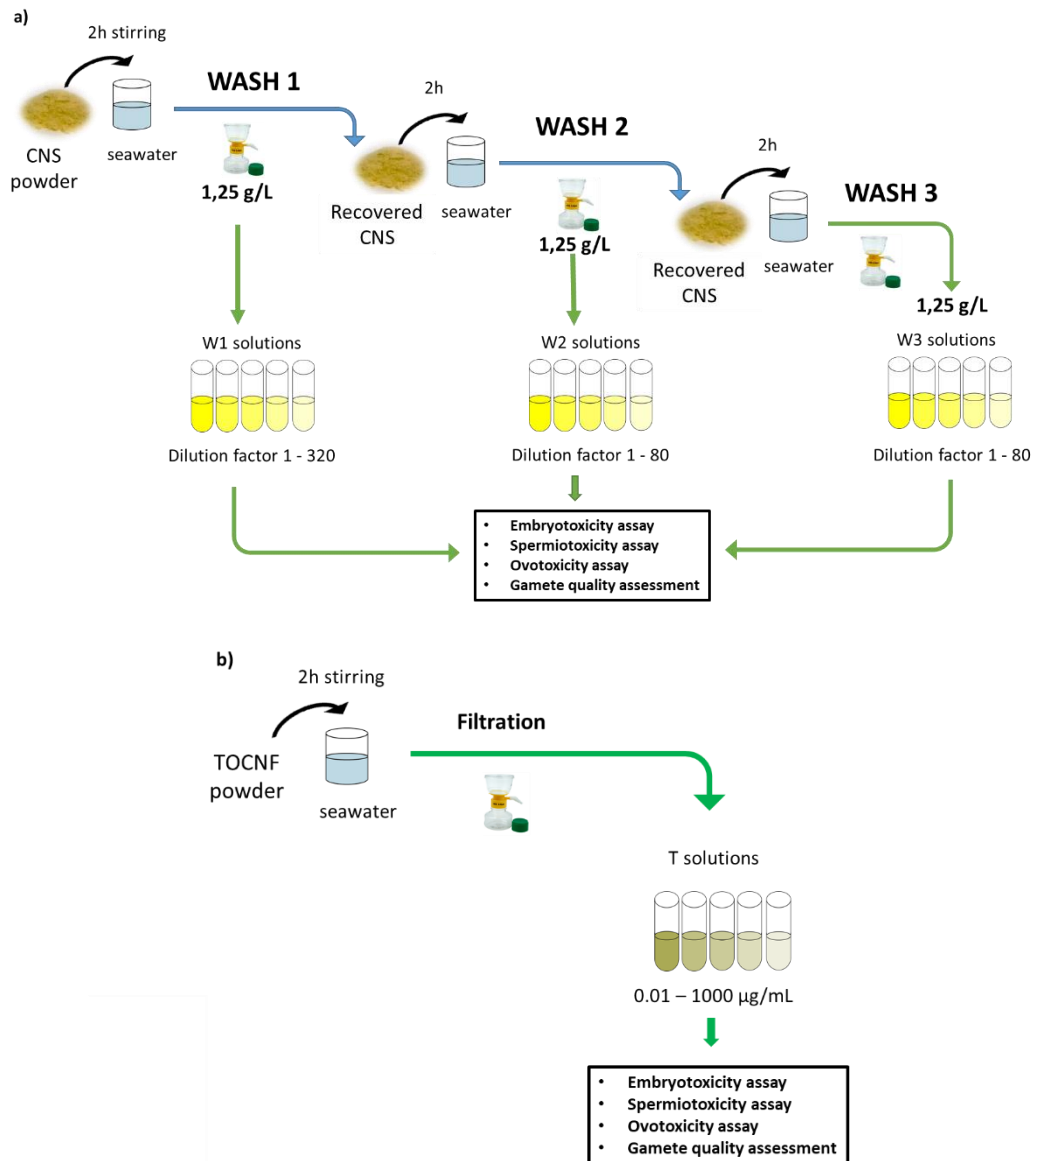 a)
2h stirring
WASH 1
CNS
powder
seawater
1,25 g/L
2h
WASH 2
Recovered
CNS
seawater
1,25 g/L
2h
WASH 3
Recovered
CNS
seawater
1,25 g/L
W1 solutions
W2 solutions
W3 solutions
Dilution factor 1 - 320
Dilution factor 1 - 80
Dilution factor 1 - 80
• Embryotoxicity assay
• Spermiotoxicity assay
• Ovotoxicity assay
• Gamete quality assessment
b)
2h stirring
Filtration
TOCNF
powder
seawater
T solutions
0.01 – 1000 µg/mL
• Embryotoxicity assay
• Spermiotoxicity assay
• Ovotoxicity assay
• Gamete quality assessment